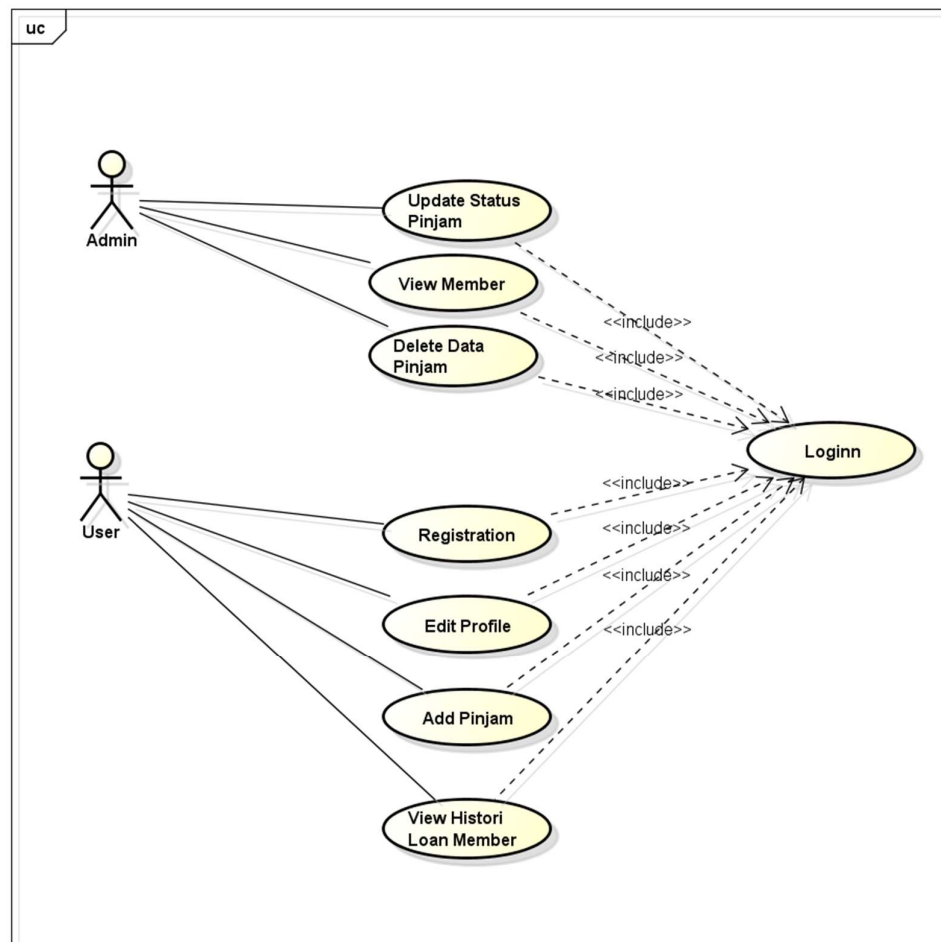 uc
Admin
Update Status
Pinjam
View Member
Delete Data
Pinjam
<<include>>
<<include>>
<<include>>
Loginn
User
Registration
Edit Profile
Add Pinjam
View Histori
Loan Member
<<include>>
<<include>>
<<include>>
<<include>>